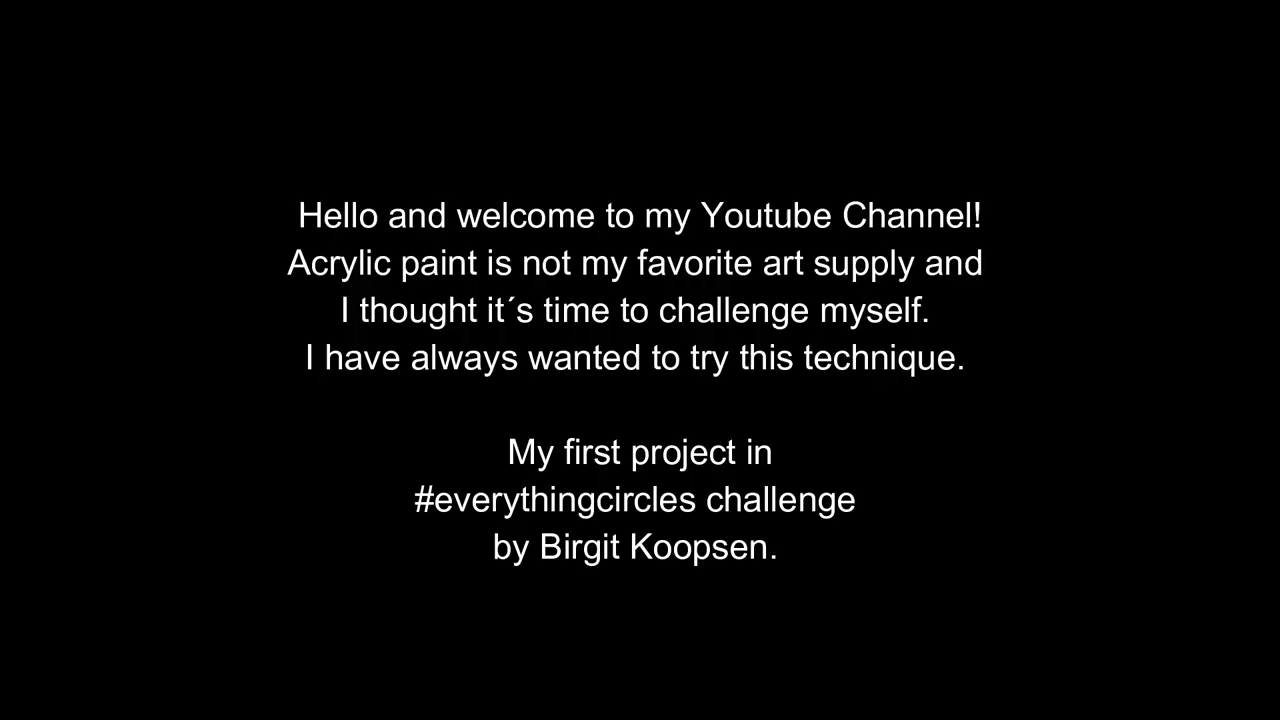 Hello and welcome to my Youtube Channel!
Acrylic paint is not my favorite art supply and
I thought it´s time to challenge myself.
I have always wanted to try this technique.
My first project in
#everythingcircles challenge
by Birgit Koopsen.